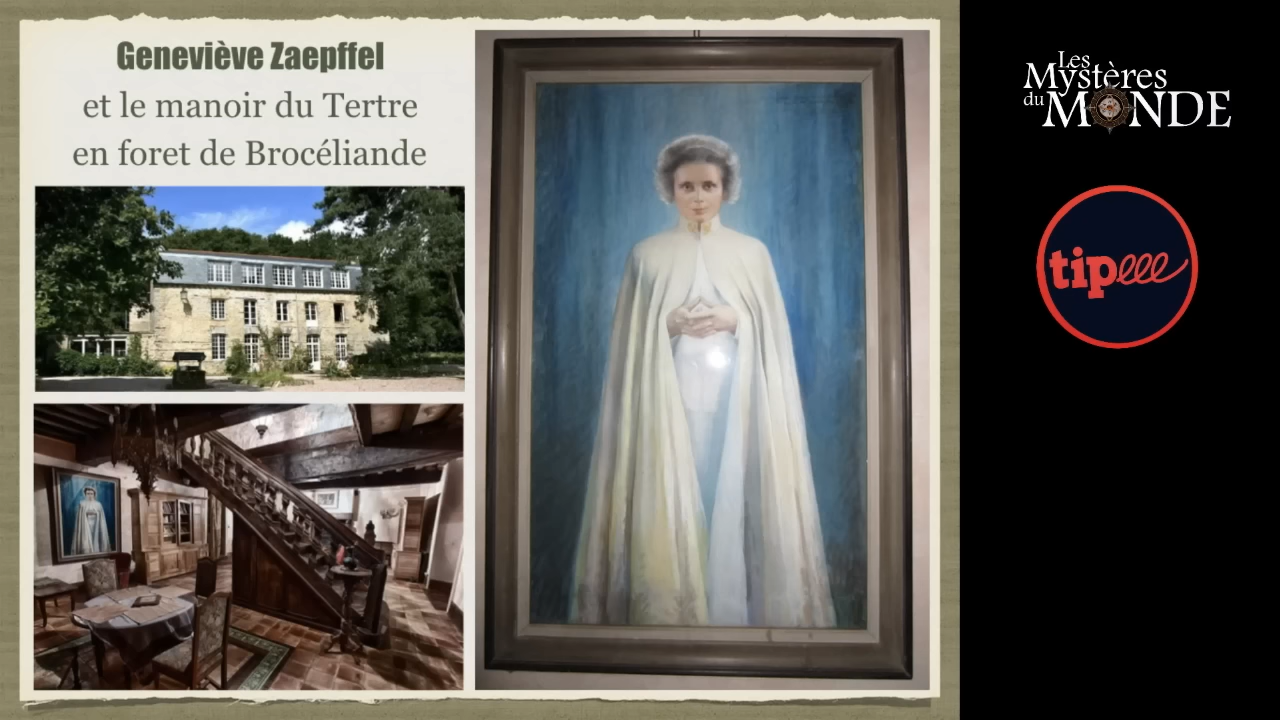 Geneviève Zaepffel
et le manoir du Tertre
en foret de Brocéliande
Les
Mystères
du MONDE
tipeee